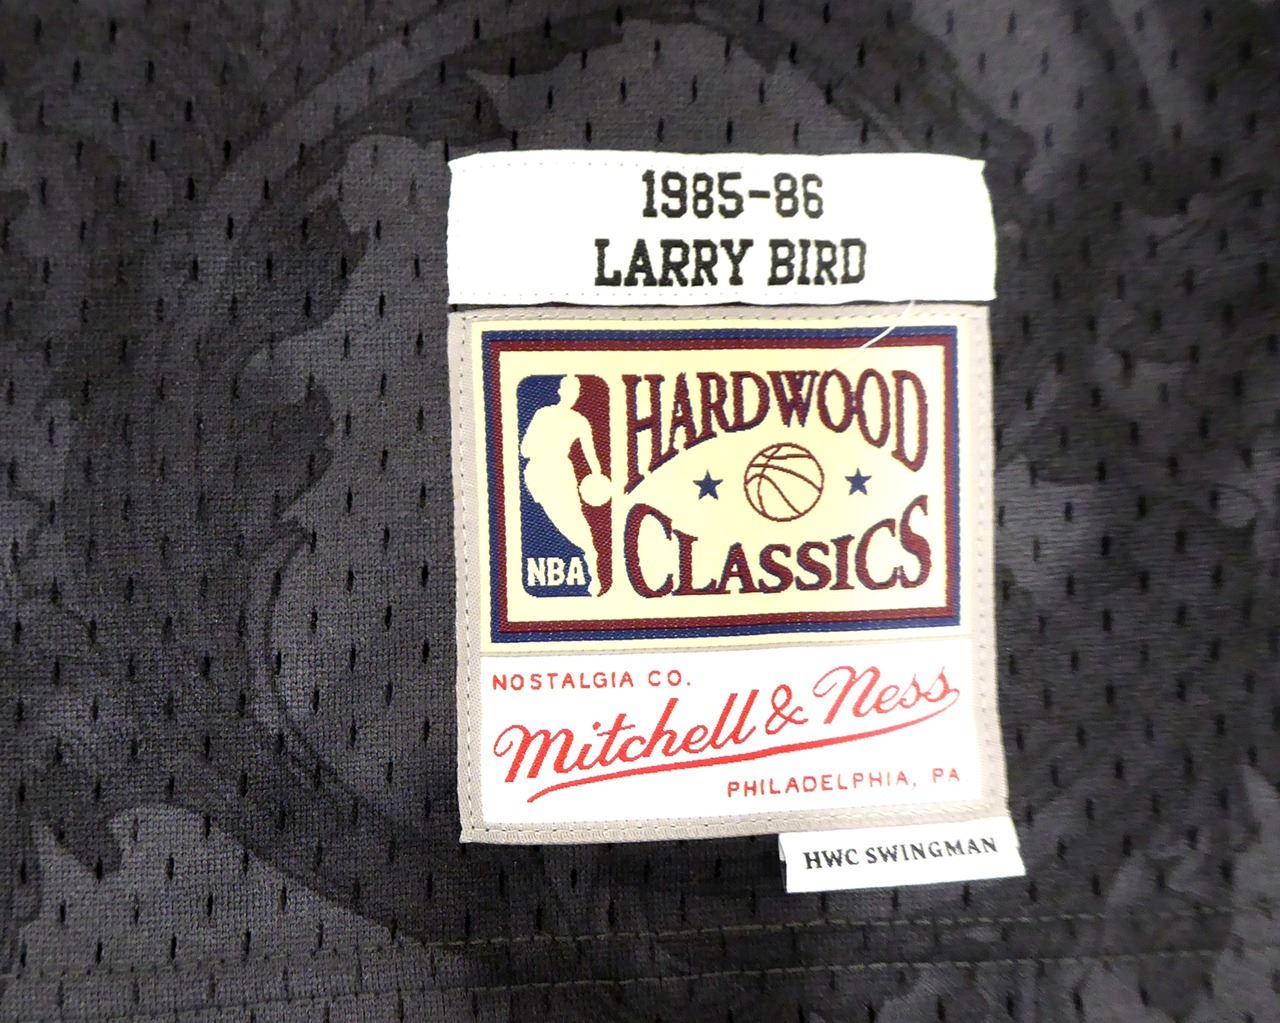 1985-86
LARRY BIRD
HARDWOOD
CLASSICS
NBA
NOSTALGIA CO.
Mitchell & Ness
PHILADELPHIA, PA
HWC SWINGMAN